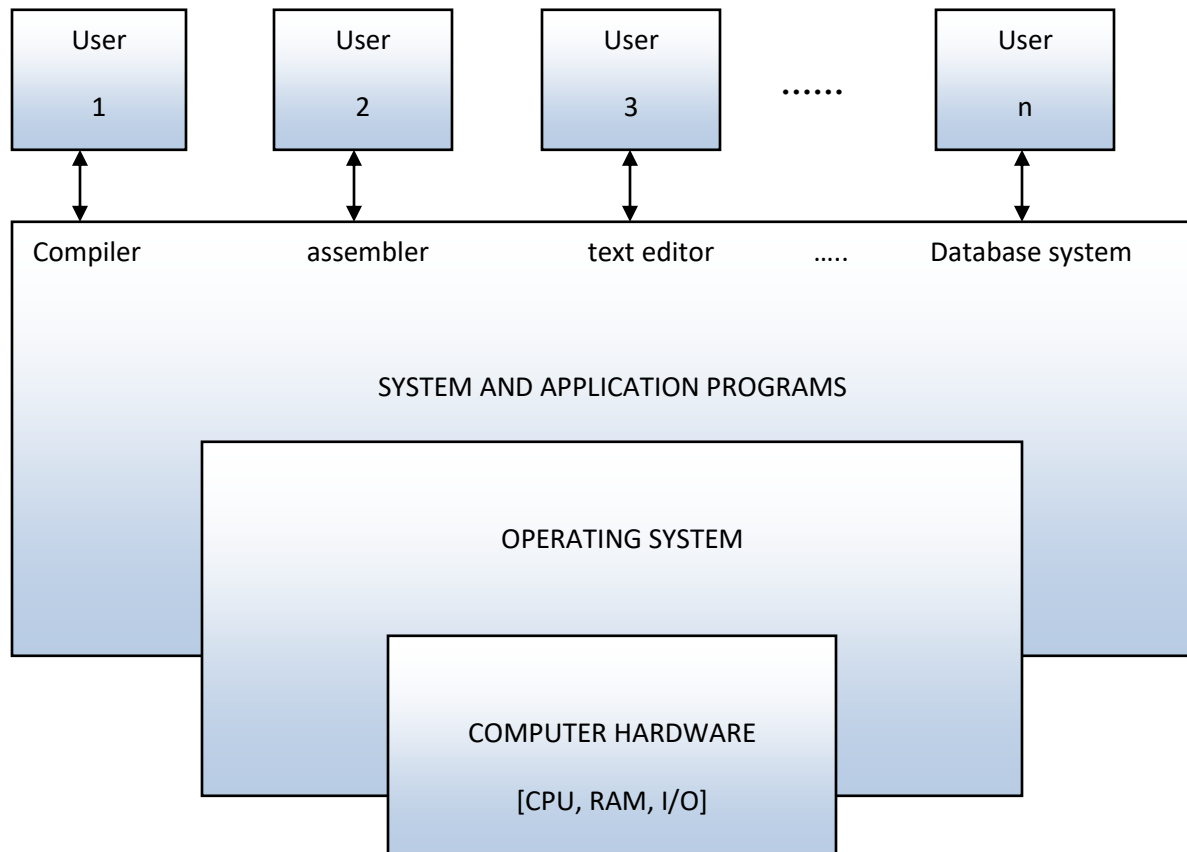 User User User User
1 2 3 ...... n
Compiler assembler text editor ..... Database system
SYSTEM AND APPLICATION PROGRAMS
OPERATING SYSTEM
COMPUTER HARDWARE
[CPU, RAM, I/O]